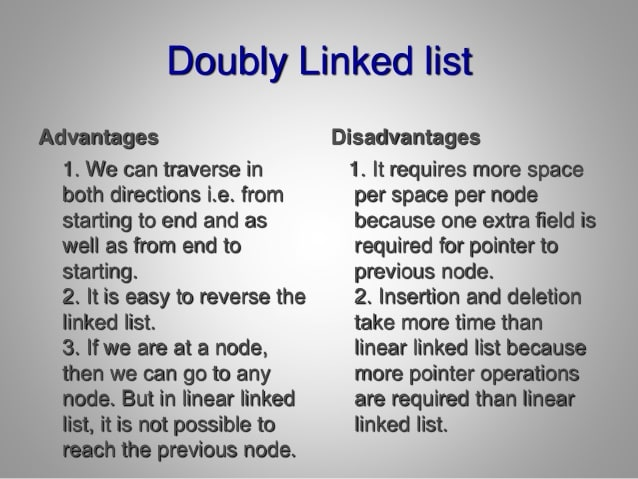 Doubly Linked list
Advantages
1. We can traverse in
both directions i.e. from
starting to end and as
well as from end to
starting.
2. It is easy to reverse the
linked list.
3. If we are at a node,
then we can go to any
node. But in linear linked
list, it is not possible to
reach the previous node.
Disadvantages
1. It requires more space
per space per node
because one extra field is
required for pointer to
previous node.
2. Insertion and deletion
take more time than
linear linked list because
more pointer operations
are required than linear
linked list.